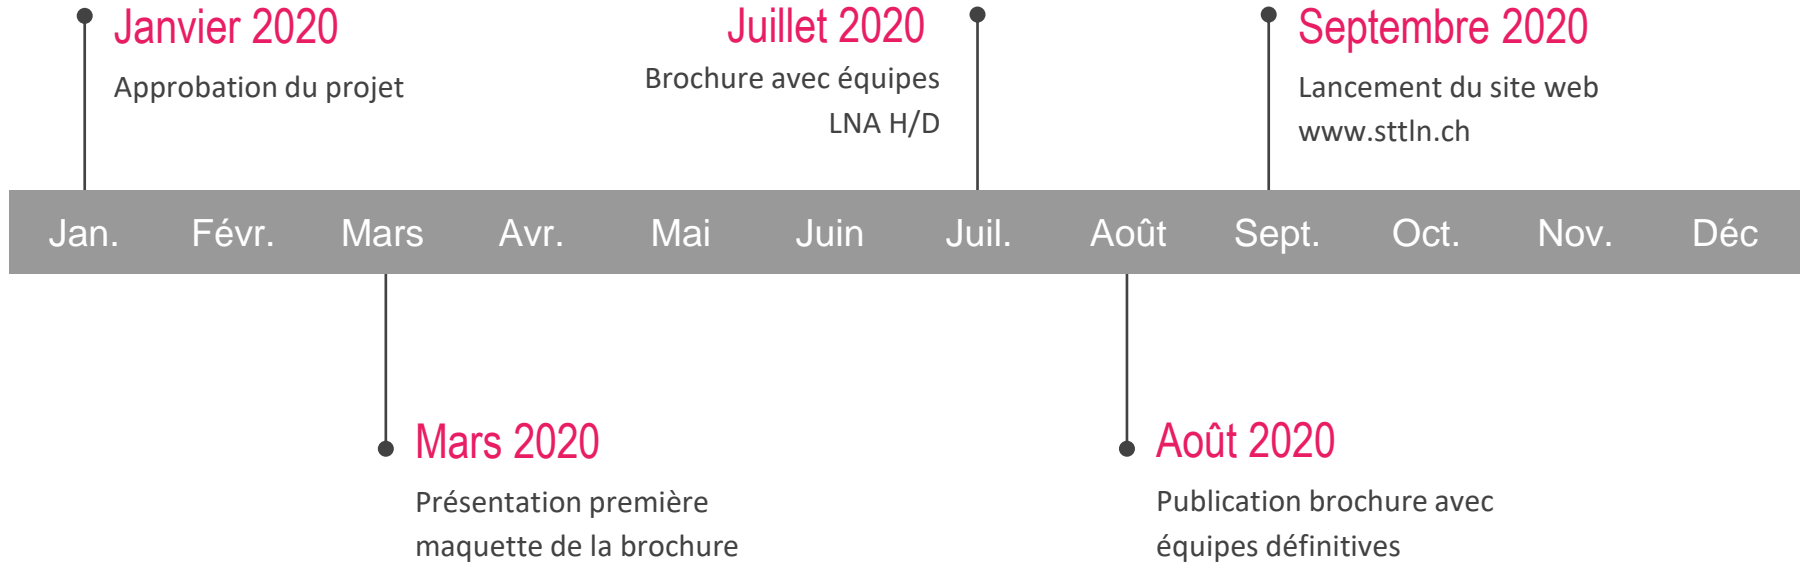 Janvier 2020
Approbation du projet
Juillet 2020
Brochure avec équipes
LNA H/D
Septembre 2020
Lancement du site web
www.sttln.ch
Jan. Févr. Mars Avr. Mai Juin Juil. Août Sept. Oct. Nov. Déc
Mars 2020
Présentation première
maquette de la brochure
Août 2020
Publication brochure avec
équipes définitives